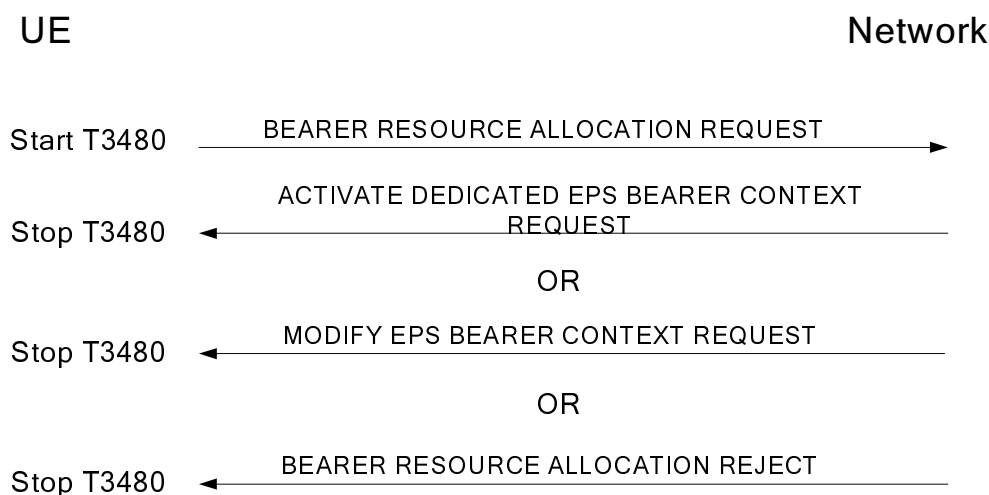 UE Network
Start T3480 BEARER RESOURCE ALLOCATION REQUEST
ACTIVATE DEDICATED EPS BEARER CONTEXT
Stop T3480 REQUEST
OR
Stop T3480 MODIFY EPS BEARER CONTEXT REQUEST
OR
Stop T3480 BEARER RESOURCE ALLOCATION REJECT